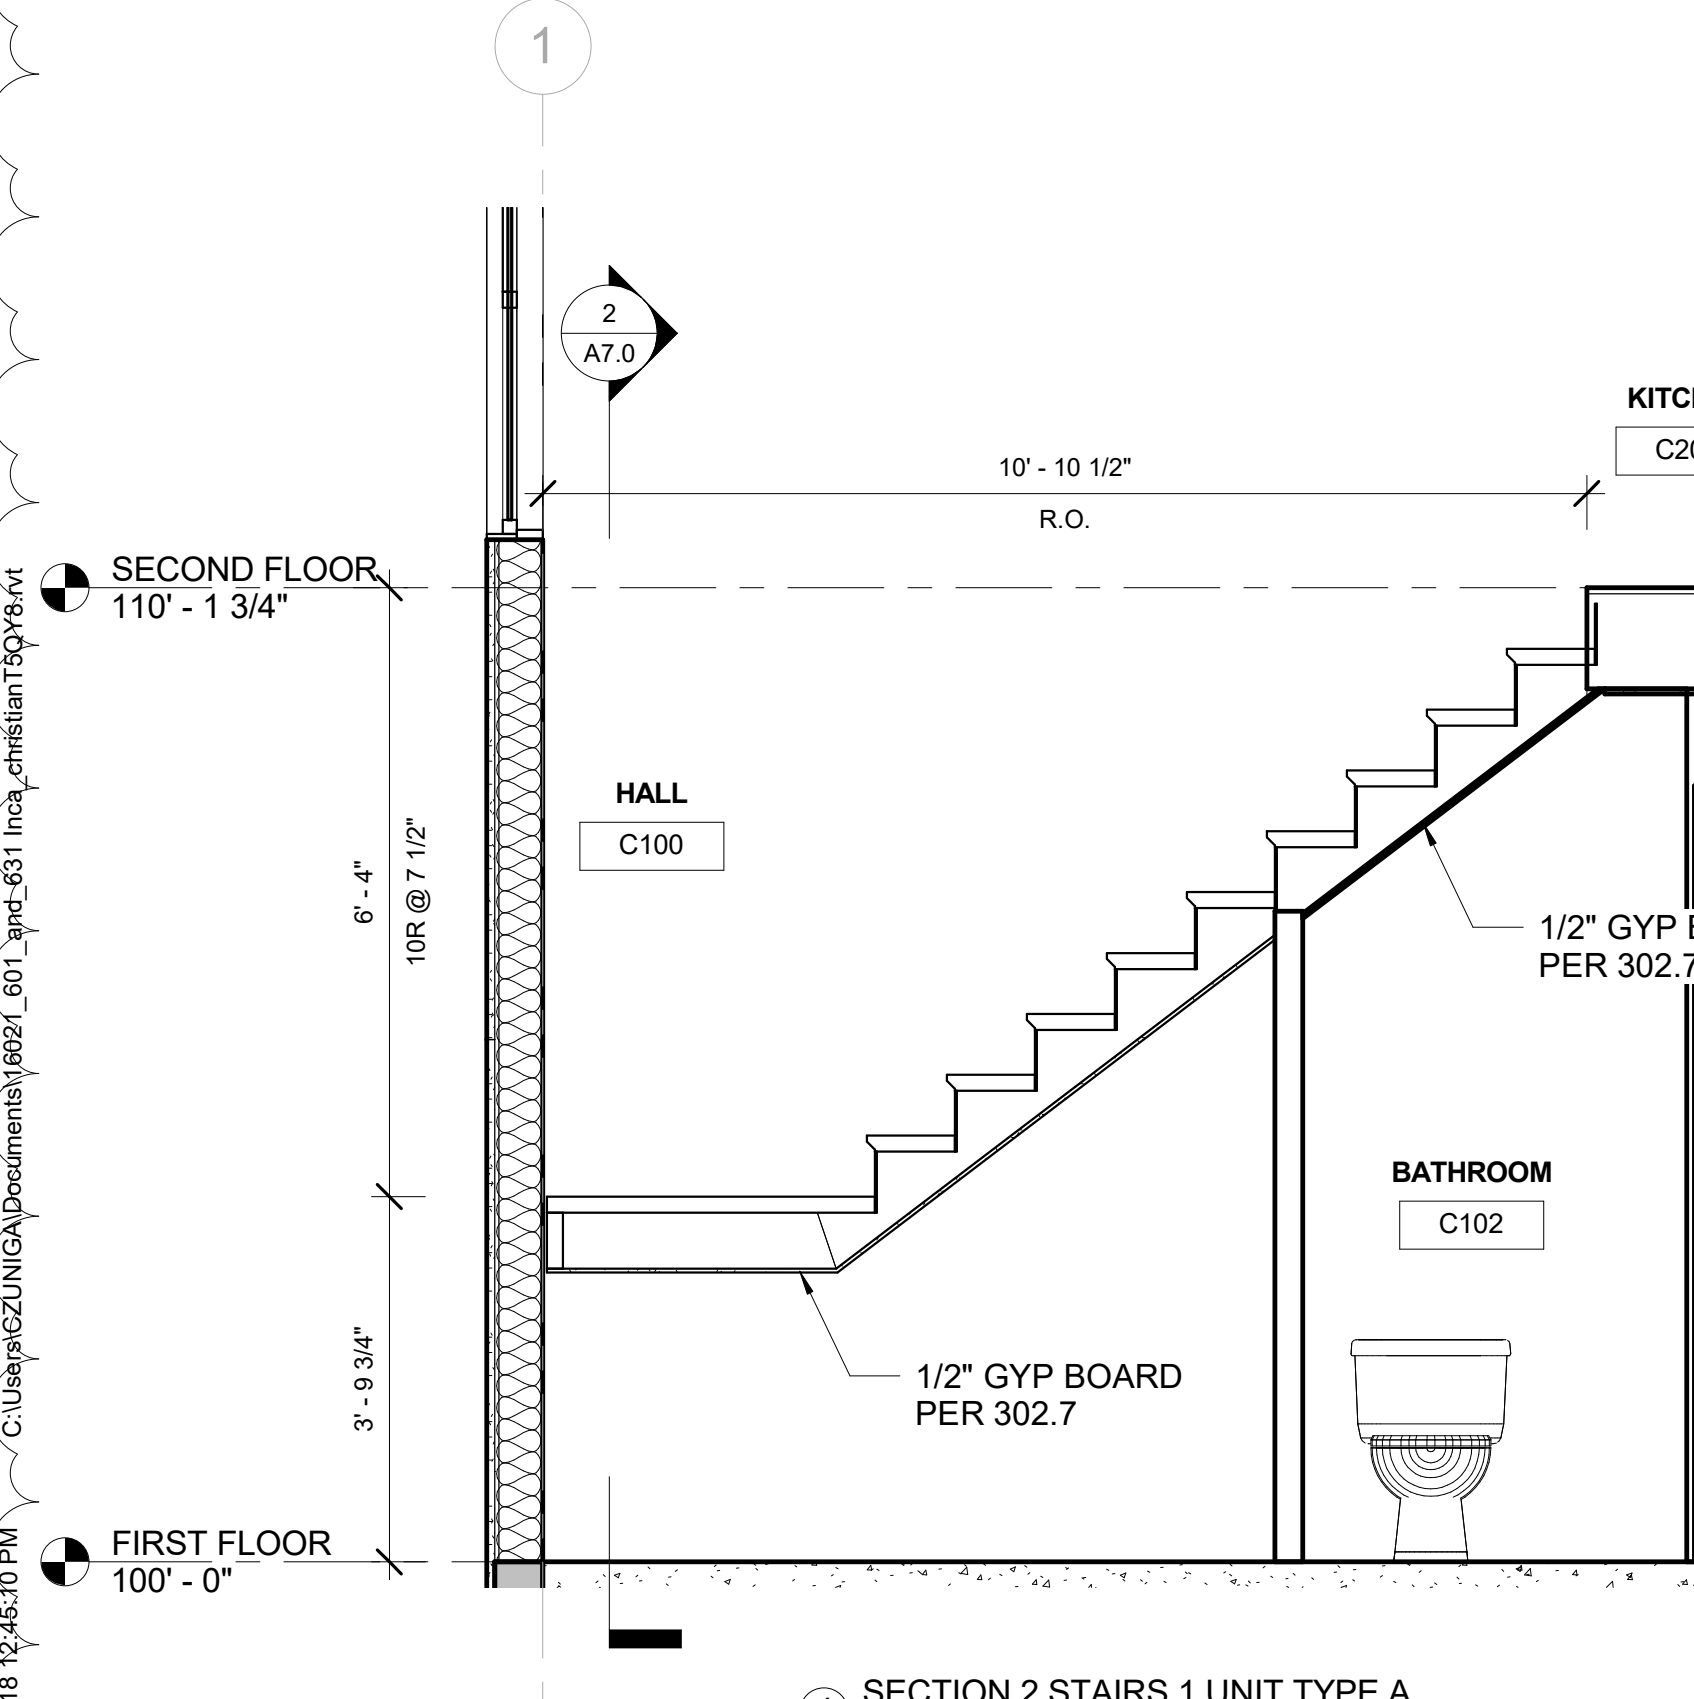 1
2
A7.0
KITC
C20
10' - 10 1/2"
R.O.
SECOND FLOOR
110' - 1 3/4"
HALL
C100
6' - 4"
10R @ 7 1/2"
1/2" GYP
PER 302.7
BATHROOM
C102
3' - 9 3/4"
1/2" GYP BOARD
PER 302.7
FIRST FLOOR
100' - 0"
SECTION 2 STAIRS 1 UNIT TYPE A
C:\Users\CZUNIGA\Documents\16021_601_and_631 Inca_christianT5QY8.rvt
18 12:45:10 PM